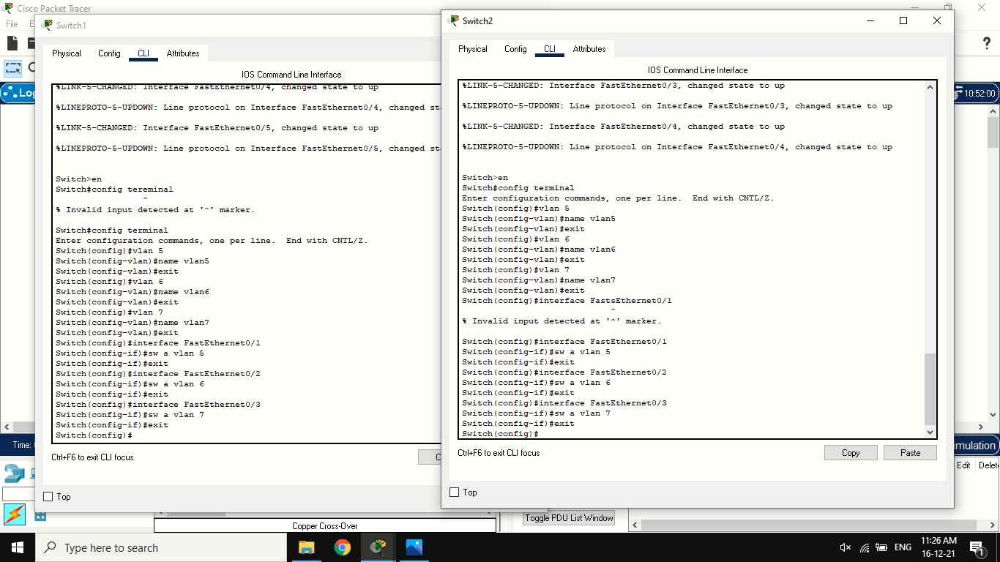 Cisco Packet Tracer
File
Switch1
Physical
Config
CLI
Attributes
IOS Command Line Interface
%LINK-5-CHANGED: Interface FastEthernet0/4, changed state to up
%LINEPROTO-5-UPDOWN: Line protocol on Interface FastEthernet0/4, changed
%LINK-5-CHANGED: Interface FastEthernet0/5, changed state to up
%LINEPROTO-5-UPDOWN: Line protocol on Interface FastEthernet0/5, changed
Switch>en
Switch#config tereminal
^
% Invalid input detected at '^' marker.
Switch#config terminal
Enter configuration commands, one per line.  End with CNTL/Z.
Switch(config)#vlan 5
Switch(config-vlan)#name vlan5
Switch(config-vlan)#exit
Switch(config)#vlan 6
Switch(config-vlan)#name vlan6
Switch(config-vlan)#exit
Switch(config)#vlan 7
Switch(config-vlan)#name vlan7
Switch(config-vlan)#exit
Switch(config)#interface FastEthernet0/1
Switch(config-if)#sw a vlan 5
Switch(config-if)#exit
Switch(config)#interface FastEthernet0/2
Switch(config-if)#sw a vlan 6
Switch(config-if)#exit
Switch(config)#interface FastEthernet0/3
Switch(config-if)#sw a vlan 7
Switch(config-if)#exit
Switch(config)#
Ctrl+F6 to exit CLI focus
Top
Switch2
Physical
Config
CLI
Attributes
IOS Command Line Interface
%LINK-5-CHANGED: Interface FastEthernet0/3, changed state to up
%LINEPROTO-5-UPDOWN: Line protocol on Interface FastEthernet0/3, changed state to up
%LINK-5-CHANGED: Interface FastEthernet0/4, changed state to up
%LINEPROTO-5-UPDOWN: Line protocol on Interface FastEthernet0/4, changed state to up
Switch>en
Switch#config terminal
Enter configuration commands, one per line.  End with CNTL/Z.
Switch(config)#vlan 5
Switch(config-vlan)#name vlan5
Switch(config-vlan)#exit
Switch(config)#vlan 6
Switch(config-vlan)#name vlan6
Switch(config-vlan)#exit
Switch(config)#vlan 7
Switch(config-vlan)#name vlan7
Switch(config-vlan)#exit
Switch(config)#interface FastsEthernet0/1
^
% Invalid input detected at '^' marker.
Switch(config)#interface FastEthernet0/1
Switch(config-if)#sw a vlan 5
Switch(config-if)#exit
Switch(config)#interface FastEthernet0/2
Switch(config-if)#sw a vlan 6
Switch(config-if)#exit
Switch(config)#interface FastEthernet0/3
Switch(config-if)#sw a vlan 7
Switch(config-if)#exit
Switch(config)#
Ctrl+F6 to exit CLI focus
Copy
Paste
Top
?
10:52:00
Log
Time:
imulation
Edit
Delet
Copper Cross-Over
Toggle PDU List Window
Type here to search
ENG
11:26 AM
16-12-21
1